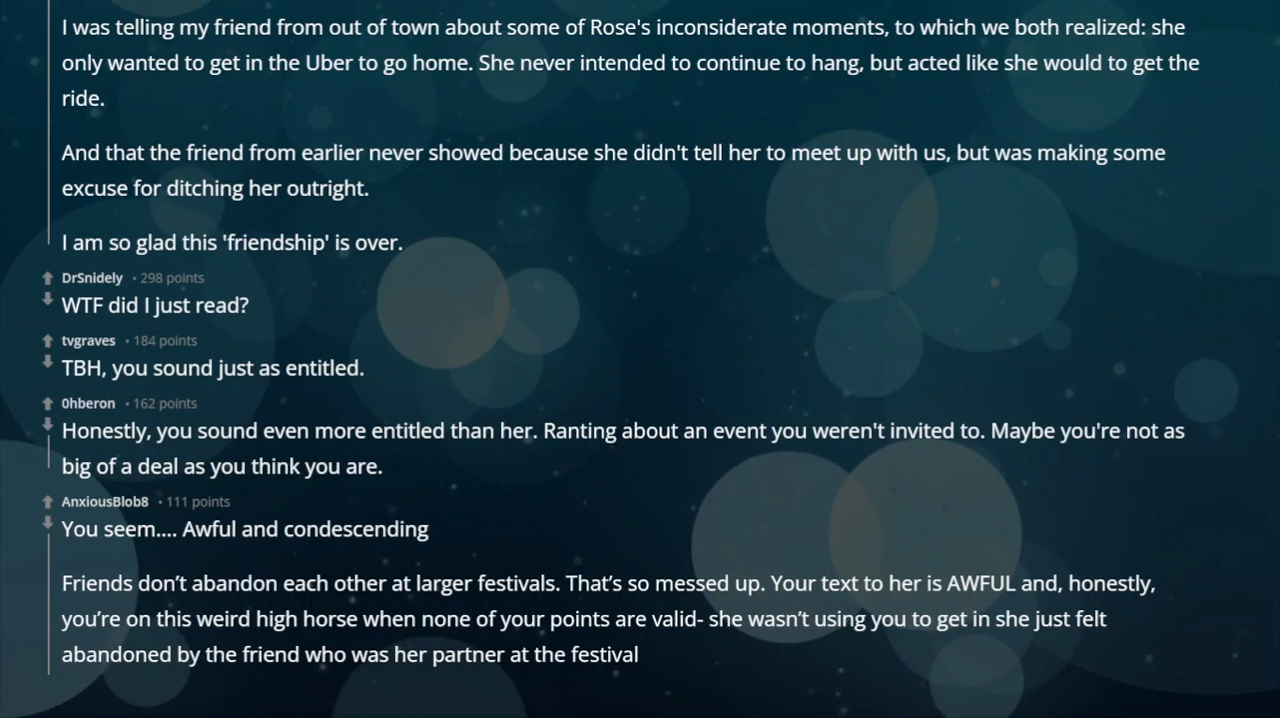 I was telling my friend from out of town about some of Rose's inconsiderate moments, to which we both realized: she
only wanted to get in the Uber to go home. She never intended to continue to hang, but acted like she would to get the
ride.
And that the friend from earlier never showed because she didn't tell her to meet up with us, but was making some
excuse for ditching her outright.
I am so glad this 'friendship' is over.
DrSnidely • 298 points
WTF did I just read?
tvgraves • 184 points
TBH, you sound just as entitled.
0hberon • 162 points
Honestly, you sound even more entitled than her. Ranting about an event you weren't invited to. Maybe you're not as
big of a deal as you think you are.
AnxiousBlob8 • 111 points
You seem.... Awful and condescending
Friends don’t abandon each other at larger festivals. That’s so messed up. Your text to her is AWFUL and, honestly,
you’re on this weird high horse when none of your points are valid- she wasn’t using you to get in she just felt
abandoned by the friend who was her partner at the festival